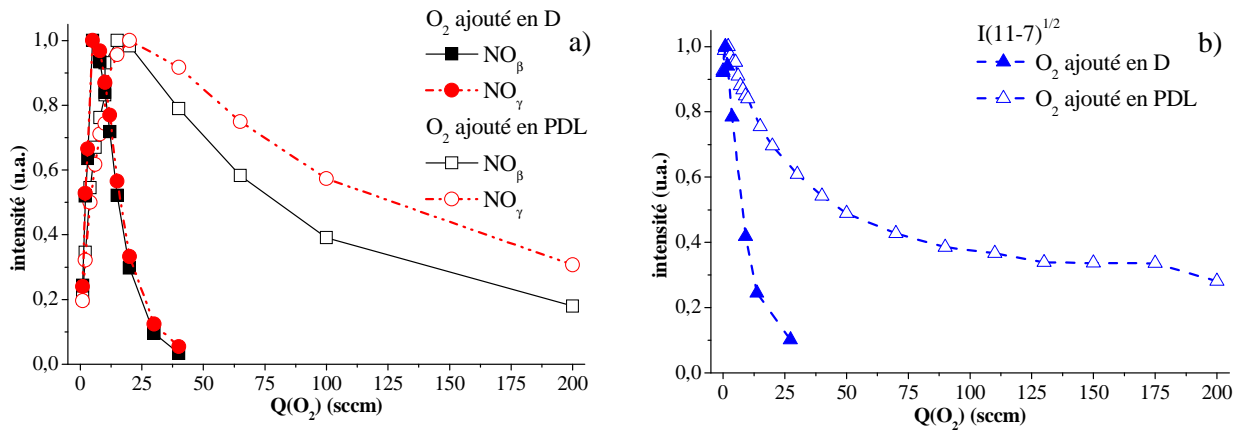 O2 ajouté en D
NOβ
NOγ
O2 ajouté en PDL
NOβ
NOγ
a)
intensité (u.a.)
1,0
0,8
0,6
0,4
0,2
0,0
0 25 50 75 100 125 150 175 200
Q(O2) (sccm)
b)
I(11-7)1/2
O2 ajouté en D
O2 ajouté en PDL
intensité (u.a.)
1,0
0,8
0,6
0,4
0,2
0,0
0 25 50 75 100 125 150 175 200
Q(O2) (sccm)